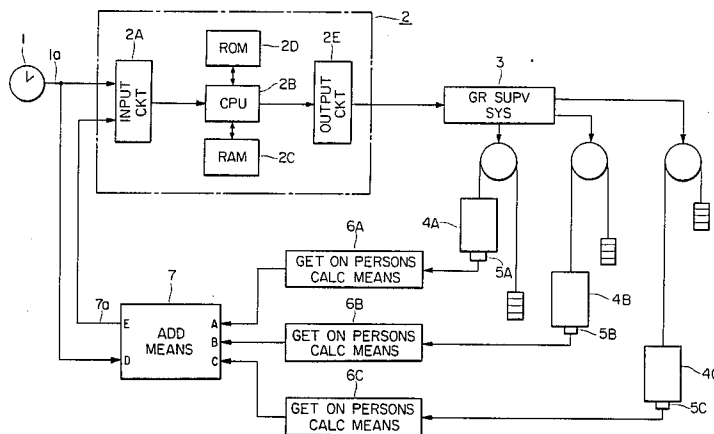 1
1a
2A
INPUT CKT
ROM
2D
CPU
2B
RAM
2C
2E
OUTPUT CKT
2
3
GR SUPV
SYS
4A
5A
4B
5B
4C
5C
6A
GET ON PERSONS
CALC MEANS
6B
GET ON PERSONS
CALC MEANS
6C
GET ON PERSONS
CALC MEANS
7
7a
E
D
ADD
MEANS
A
B
C